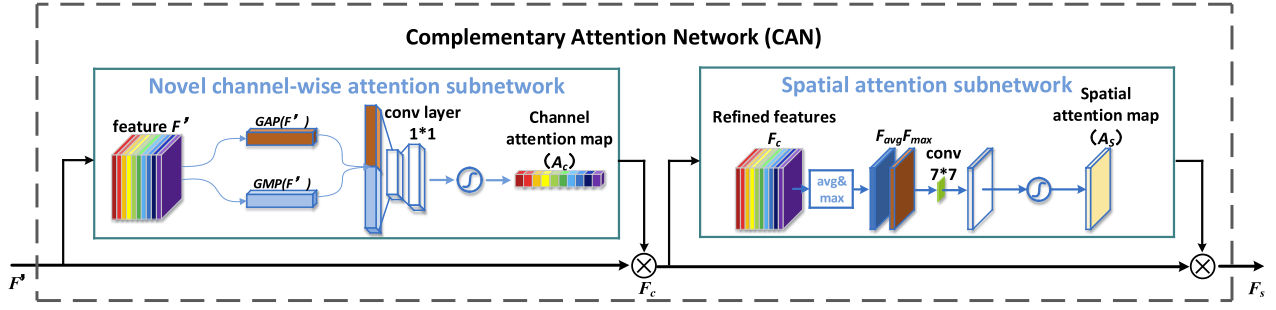 Complementary Attention Network (CAN)
Novel channel-wise attention subnetwork
feature F’
GAP(F’ )
GMP(F’ )
conv layer
1*1
Channel
attention map
(Ac)
Spatial attention subnetwork
Refined features
Fc
avg&
max
FavgFmax
conv
7*7
Spatial
attention map
(AS)
F’
Fc
Fs